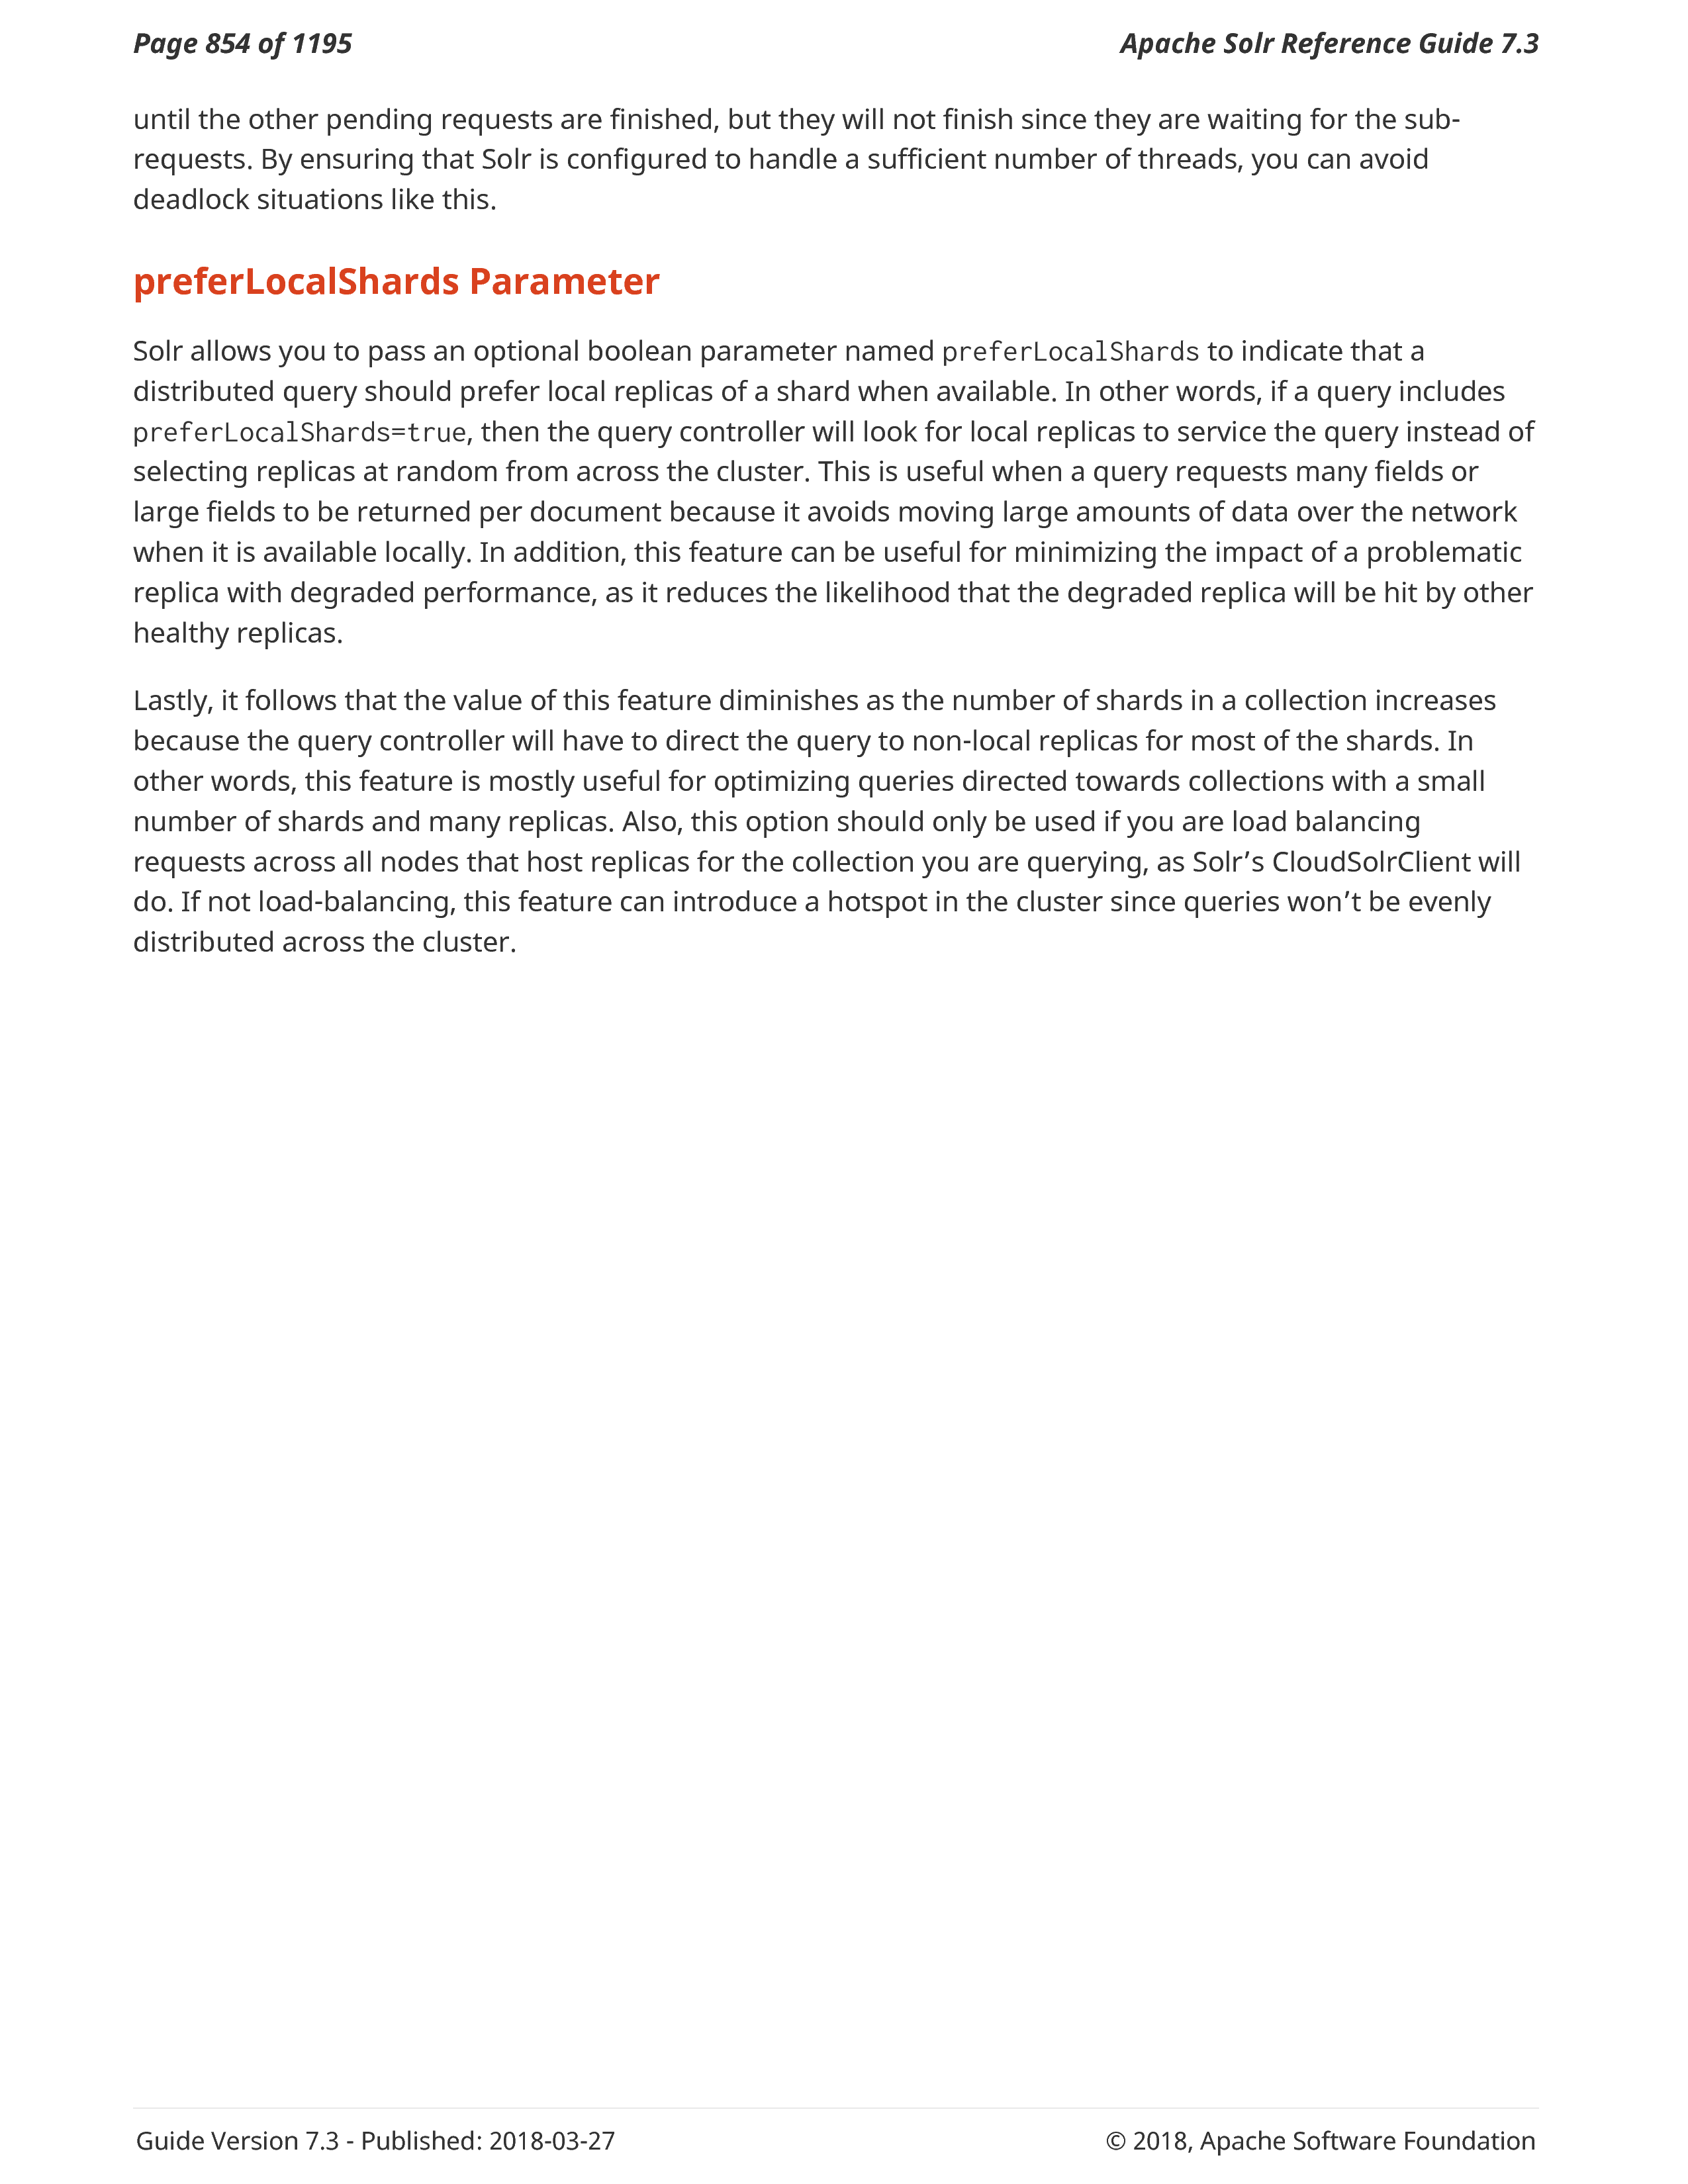 Page 854 of 1195
Apache Solr Reference Guide 7.3
until the other pending requests are finished, but they will not finish since they are waiting for the sub-
requests. By ensuring that Solr is configured to handle a sufficient number of threads, you can avoid
deadlock situations like this.
preferLocalShards Parameter
Solr allows you to pass an optional boolean parameter named preferLocalShards to indicate that a
distributed query should prefer local replicas of a shard when available. In other words, if a query includes
preferLocalShards=true, then the query controller will look for local replicas to service the query instead of
selecting replicas at random from across the cluster. This is useful when a query requests many fields or
large fields to be returned per document because it avoids moving large amounts of data over the network
when it is available locally. In addition, this feature can be useful for minimizing the impact of a problematic
replica with degraded performance, as it reduces the likelihood that the degraded replica will be hit by other
healthy replicas.
Lastly, it follows that the value of this feature diminishes as the number of shards in a collection increases
because the query controller will have to direct the query to non-local replicas for most of the shards. In
other words, this feature is mostly useful for optimizing queries directed towards collections with a small
number of shards and many replicas. Also, this option should only be used if you are load balancing
requests across all nodes that host replicas for the collection you are querying, as Solr’s CloudSolrClient will
do. If not load-balancing, this feature can introduce a hotspot in the cluster since queries won’t be evenly
distributed across the cluster.
Guide Version 7.3 - Published: 2018-03-27
© 2018, Apache Software Foundation